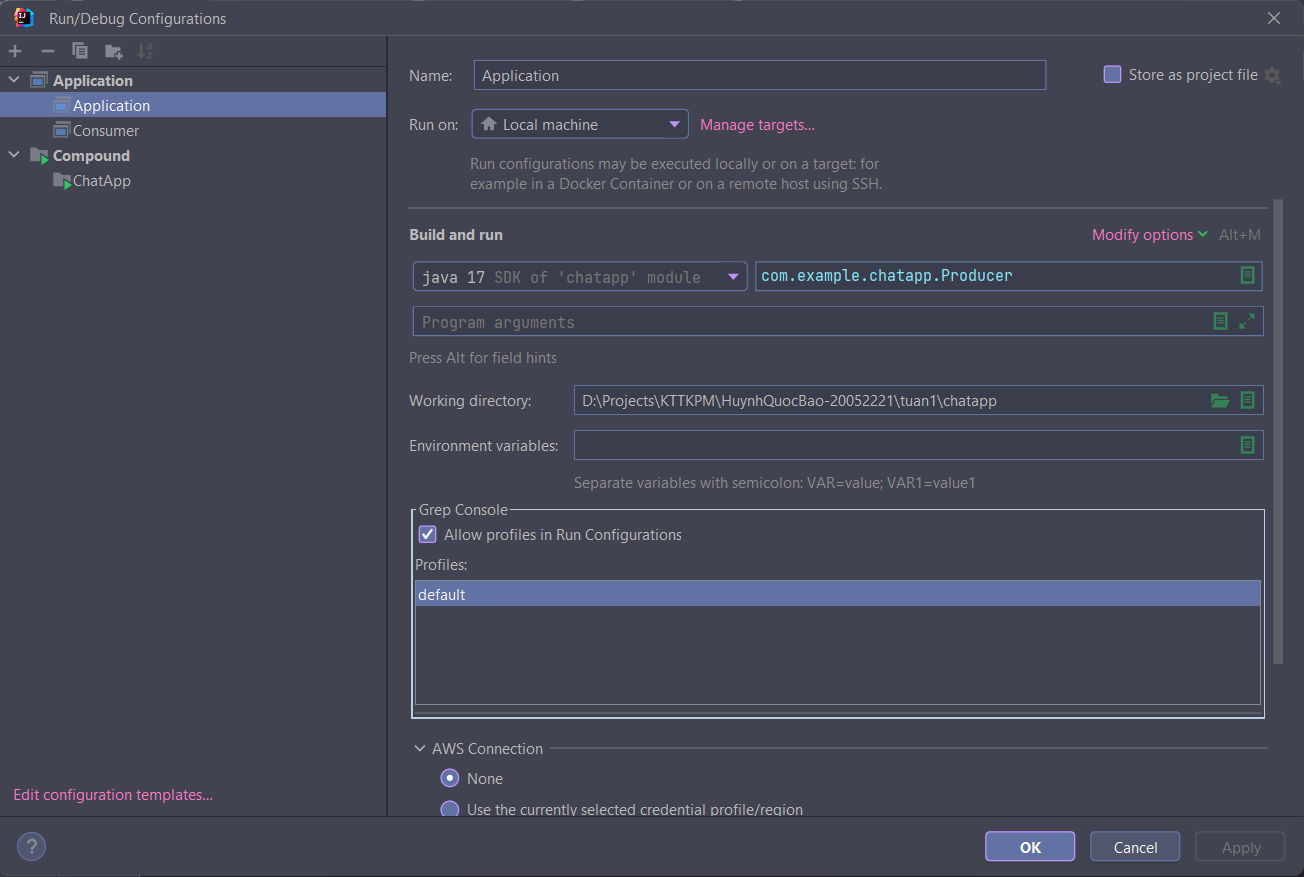 Run/Debug Configurations
Application
Application
Consumer
Compound
ChatApp
Edit configuration templates...
Name: Application
Store as project file
Run on: Local machine Manage targets...
Run configurations may be executed locally or on a target: for
example in a Docker Container or on a remote host using SSH.
Build and run
Modify options Alt+M
java 17 SDK of 'chatapp' module
com.example.chatapp.Producer
Program arguments
Press Alt for field hints
Working directory: D:\Projects\KTTKPM\HuynhQuocBao-20052221\tuan1\chatapp
Environment variables:
Separate variables with semicolon: VAR=value; VAR1=value1
Grep Console
Allow profiles in Run Configurations
Profiles:
default
AWS Connection
None
Use the currently selected credential profile/region
?
OK Cancel Apply